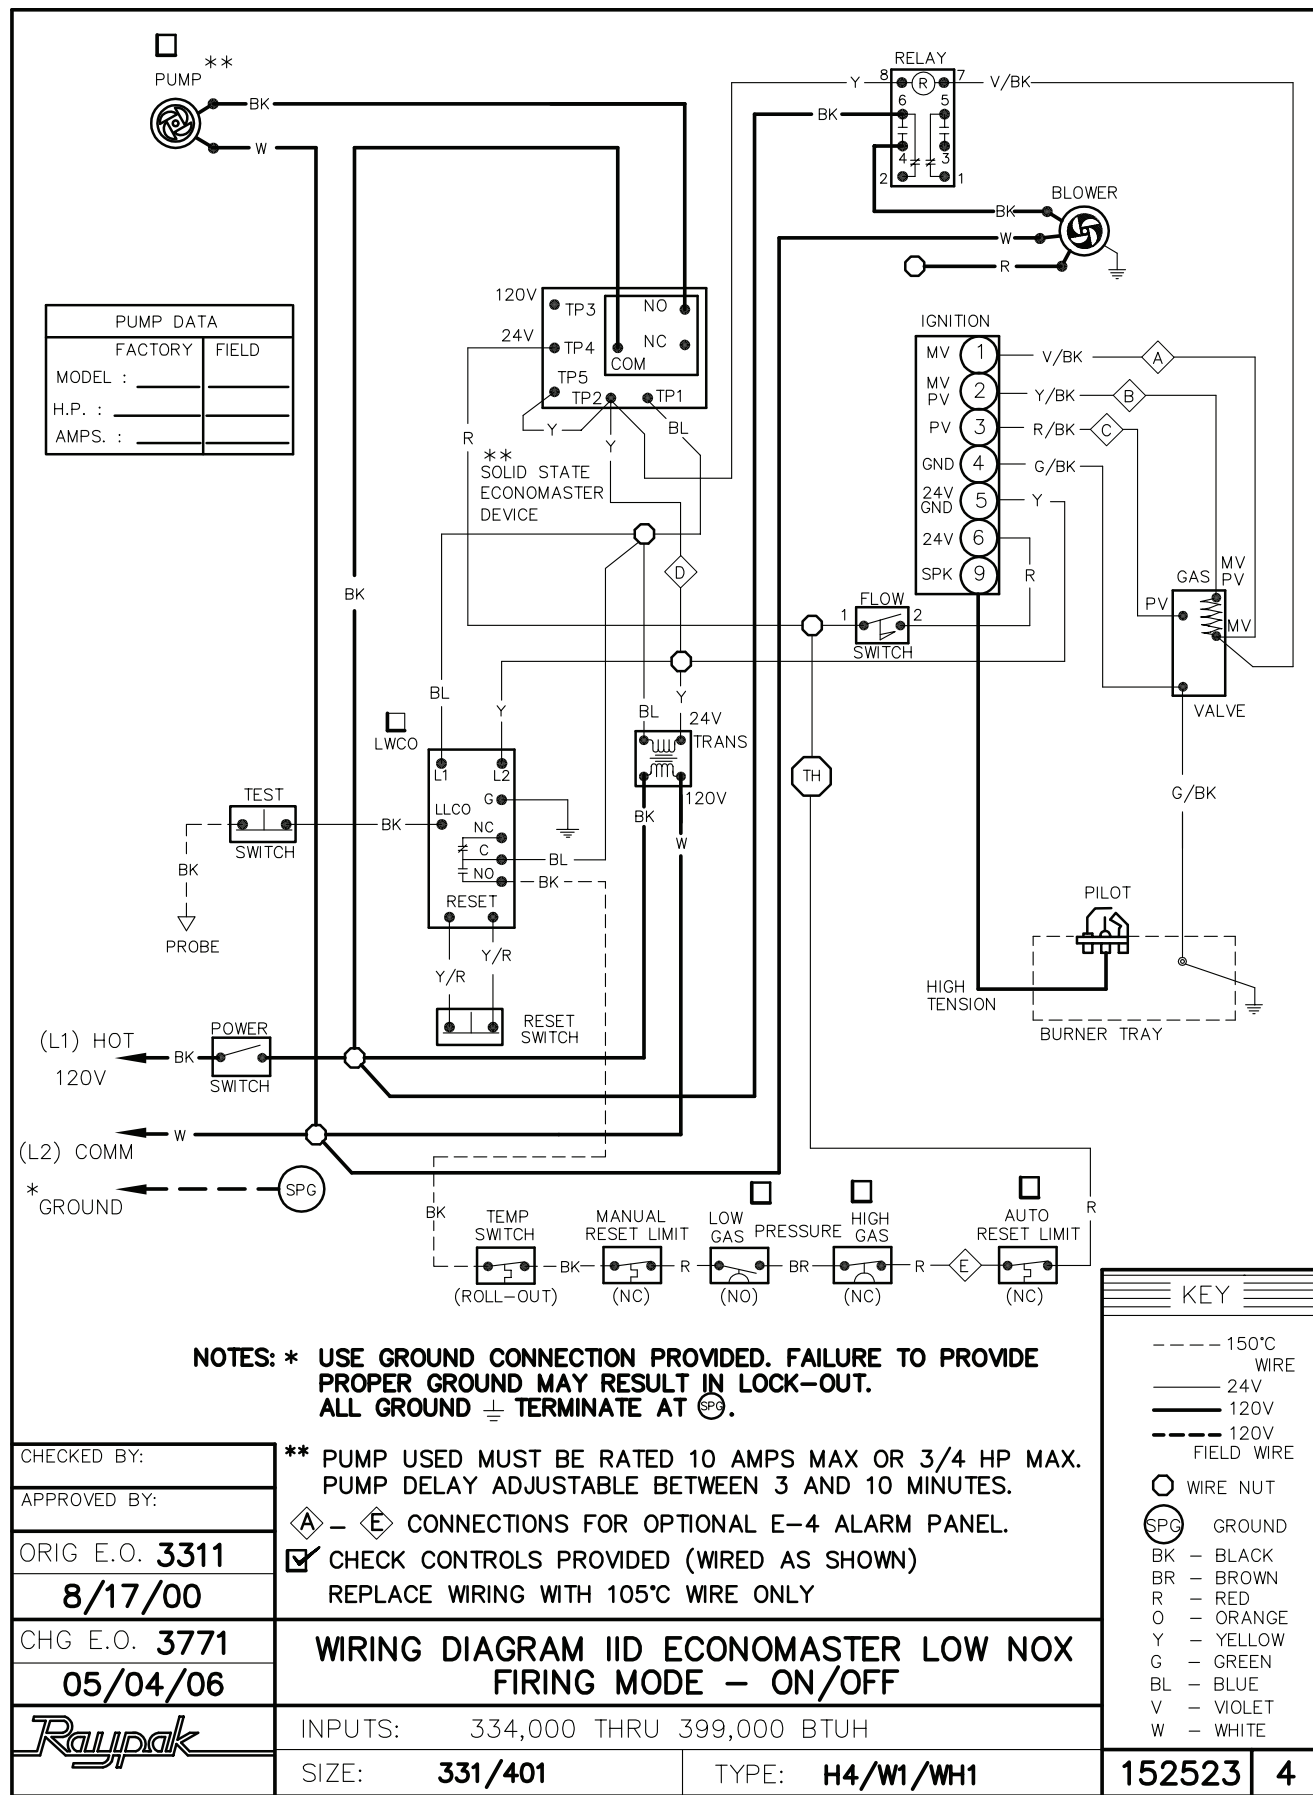 PUMP
**
BK
W
RELAY
8
R
7
Y
V/BK
6
5
BK
4
3
2
1
BLOWER
BK
W
R
PUMP DATA
FACTORY FIELD
MODEL :
H.P. :
AMPS. :
120V
TP3
NO
24V
TP4
NC
COM
TP5
TP2
TP1
Y
BL
R
Y
**
SOLID STATE
ECONOMASTER
DEVICE
D
IGNITION
MV 1 V/BK A
MV
PV 2 Y/BK B
PV 3 R/BK C
GND 4 G/BK
24V
GND 5 Y
24V 6
R
SPK 9
FLOW
1 2
SWITCH
GAS
MV
PV
PV
MV
VALVE
BK
BL
Y
BL
Y
24V
TRANS
120V
BK
W
TH
LWCO
L1
L2
G
LLCO
NC
C
NO
BL
BK
RESET
TEST
SWITCH
BK
BK
PROBE
Y/R
Y/R
RESET
SWITCH
G/BK
PILOT
HIGH
TENSION
BURNER TRAY
(L1) HOT
120V
BK
POWER
SWITCH
(L2) COMM
W
*
GROUND
SPG
BK
TEMP
SWITCH
(ROLL-OUT)
BK
MANUAL
RESET LIMIT
(NC)
R
LOW
GAS
PRESSURE
(NO)
BR
HIGH
GAS
(NC)
R
E
AUTO
RESET LIMIT
(NC)
R
NOTES: * USE GROUND CONNECTION PROVIDED. FAILURE TO PROVIDE
PROPER GROUND MAY RESULT IN LOCK-OUT.
ALL GROUND TERMINATE AT SPG.
** PUMP USED MUST BE RATED 10 AMPS MAX OR 3/4 HP MAX.
PUMP DELAY ADJUSTABLE BETWEEN 3 AND 10 MINUTES.
A – E CONNECTIONS FOR OPTIONAL E-4 ALARM PANEL.
CHECK CONTROLS PROVIDED (WIRED AS SHOWN)
REPLACE WIRING WITH 105°C WIRE ONLY
KEY
150°C
WIRE
24V
120V
120V
FIELD WIRE
WIRE NUT
SPG GROUND
BK – BLACK
BR – BROWN
R – RED
O – ORANGE
Y – YELLOW
G – GREEN
BL – BLUE
V – VIOLET
W – WHITE
CHECKED BY:
APPROVED BY:
ORIG E.O. 3311
8/17/00
CHG E.O. 3771
05/04/06
Raypak
WIRING DIAGRAM IID ECONOMASTER LOW NOX
FIRING MODE – ON/OFF
INPUTS: 334,000 THRU 399,000 BTUH
SIZE: 331/401
TYPE: H4/W1/WH1
152523 4